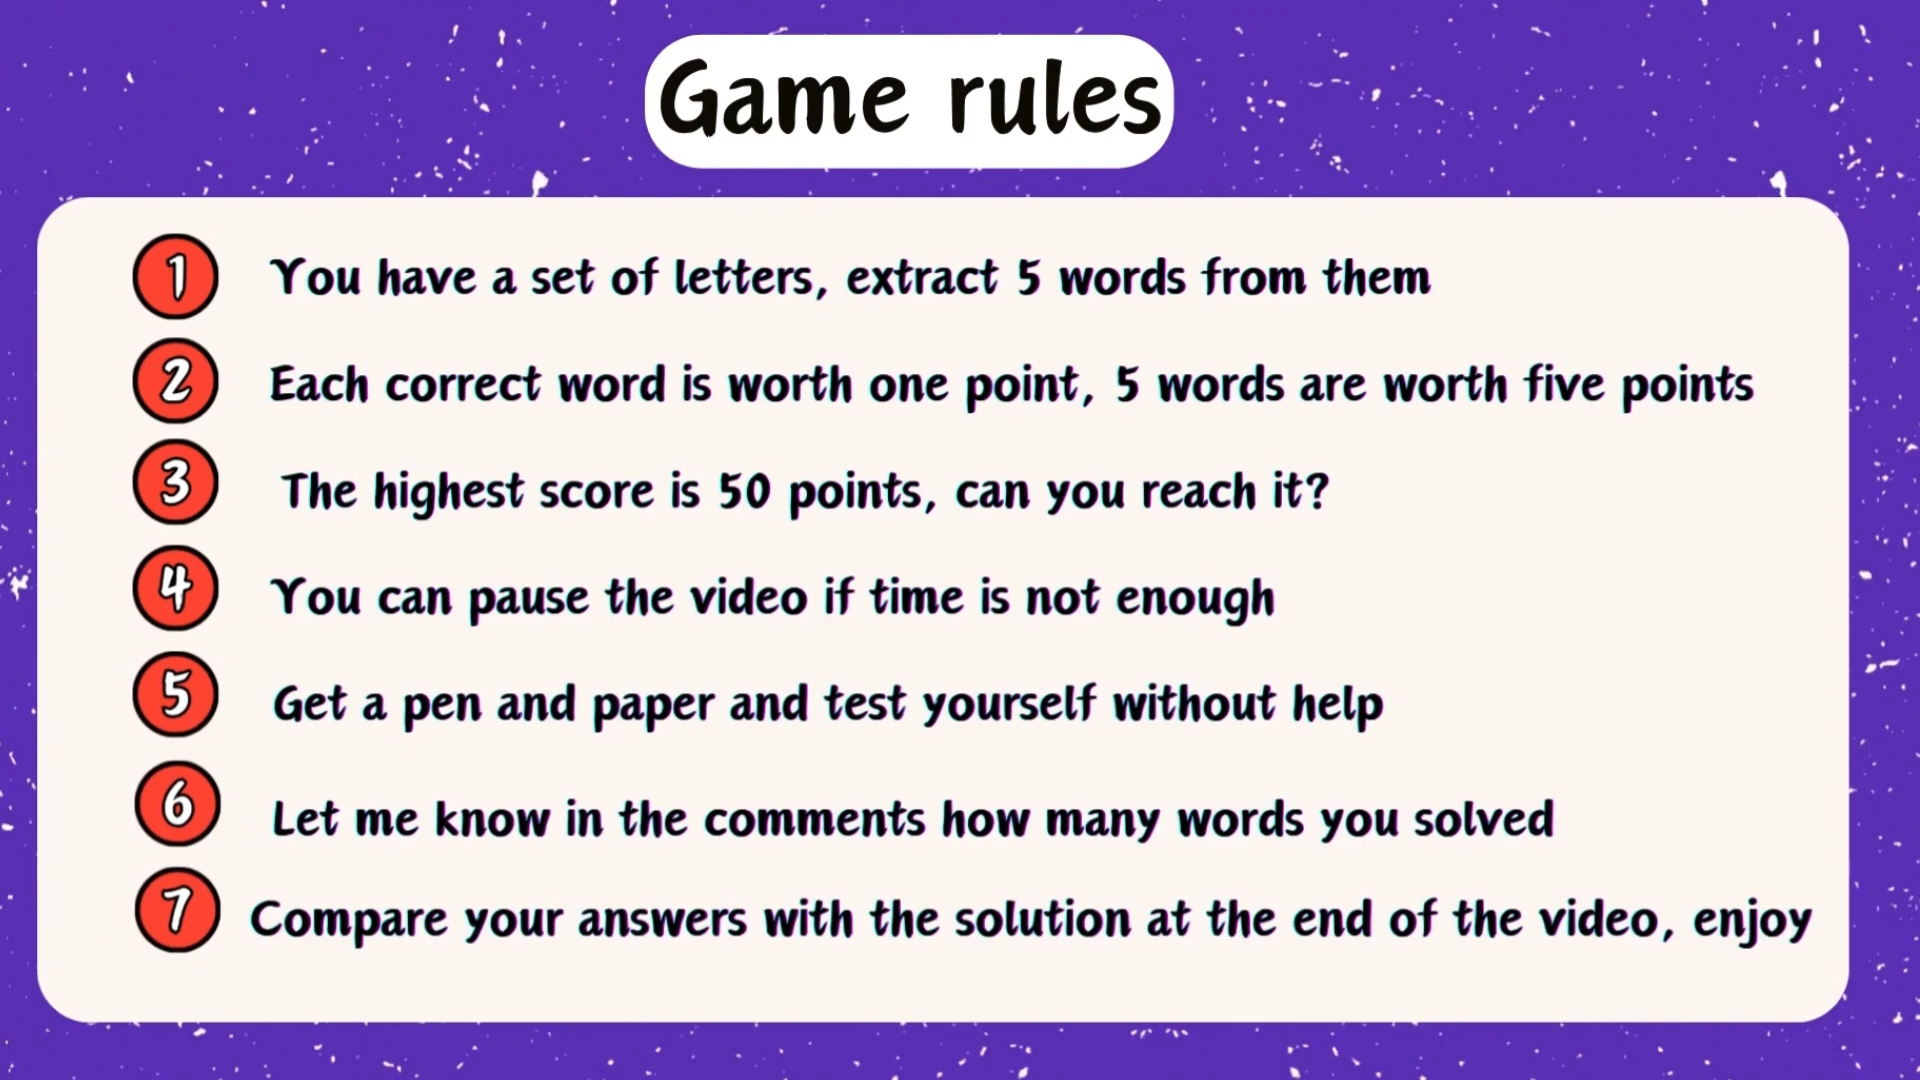 Game rules
1 You have a set of letters, extract 5 words from them
2 Each correct word is worth one point, 5 words are worth five points
3 The highest score is 50 points, can you reach it?
4 You can pause the video if time is not enough
5 Get a pen and paper and test yourself without help
6 Let me know in the comments how many words you solved
7 Compare your answers with the solution at the end of the video, enjoy